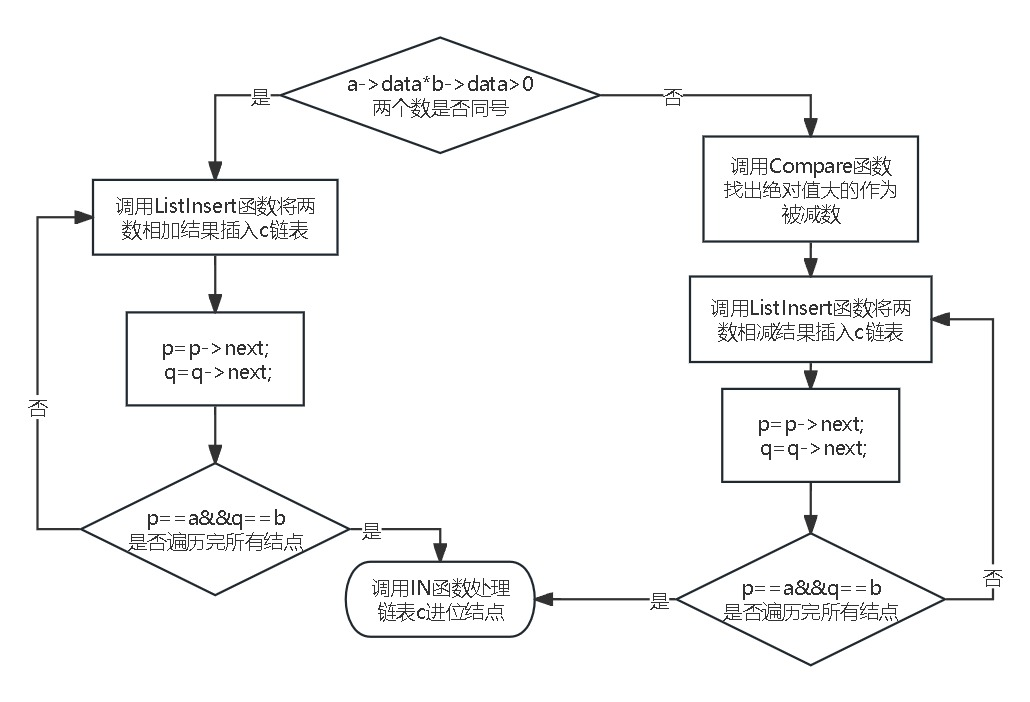 a->data*b->data>0
两个数是否同号
是
否
调用Compare函数
找出绝对值大的作为
被减数
调用ListInsert函数将两
数相加结果插入c链表
调用ListInsert函数将两
数相减结果插入c链表
p=p->next;
q=q->next;
p=p->next;
q=q->next;
否
p==a&&q==b
是否遍历完所有结点
是
调用IN函数处理
链表c进位结点
是
p==a&&q==b
是否遍历完所有结点
否